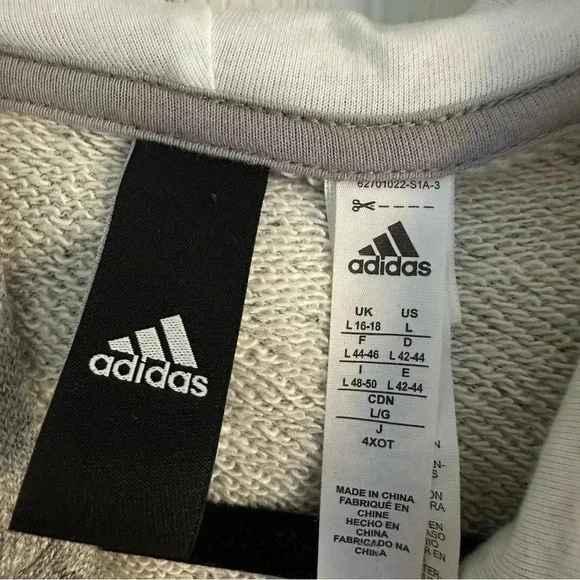 adidas
62701022-S1A-3
adidas
UK US
L 16-18 L
F D
L 44-46 L 42-44
I E
L 48-50 L 42-44
CDN
L/G
J
4XOT
MADE IN CHINA
FABRIQUÉ EN
CHINE
HECHO EN
CHINA
FABRICADO NA
CHINA